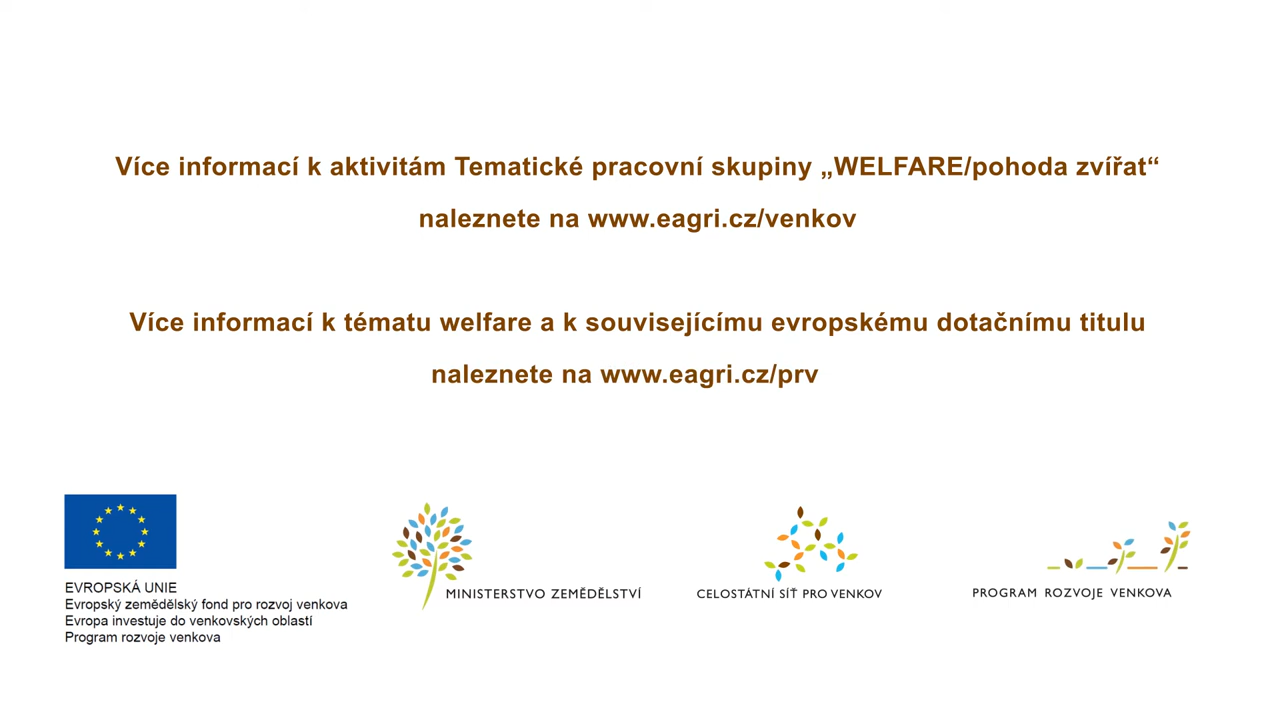 Více informací k aktivitám Tematické pracovní skupiny „WELFARE/pohoda zvířat“
naleznete na www.eagri.cz/venkov
Více informací k tématu welfare a k souvisejícímu evropskému dotačnímu titulu
naleznete na www.eagri.cz/prv
EVROPSKÁ UNIE
Evropský zemědělský fond pro rozvoj venkova
Evropa investuje do venkovských oblastí
Program rozvoje venkova
MINISTERSTVO ZEMĚDĚLSTVÍ
CELOSTÁTNÍ SÍŤ PRO VENKOV
PROGRAM ROZVOJE VENKOVA